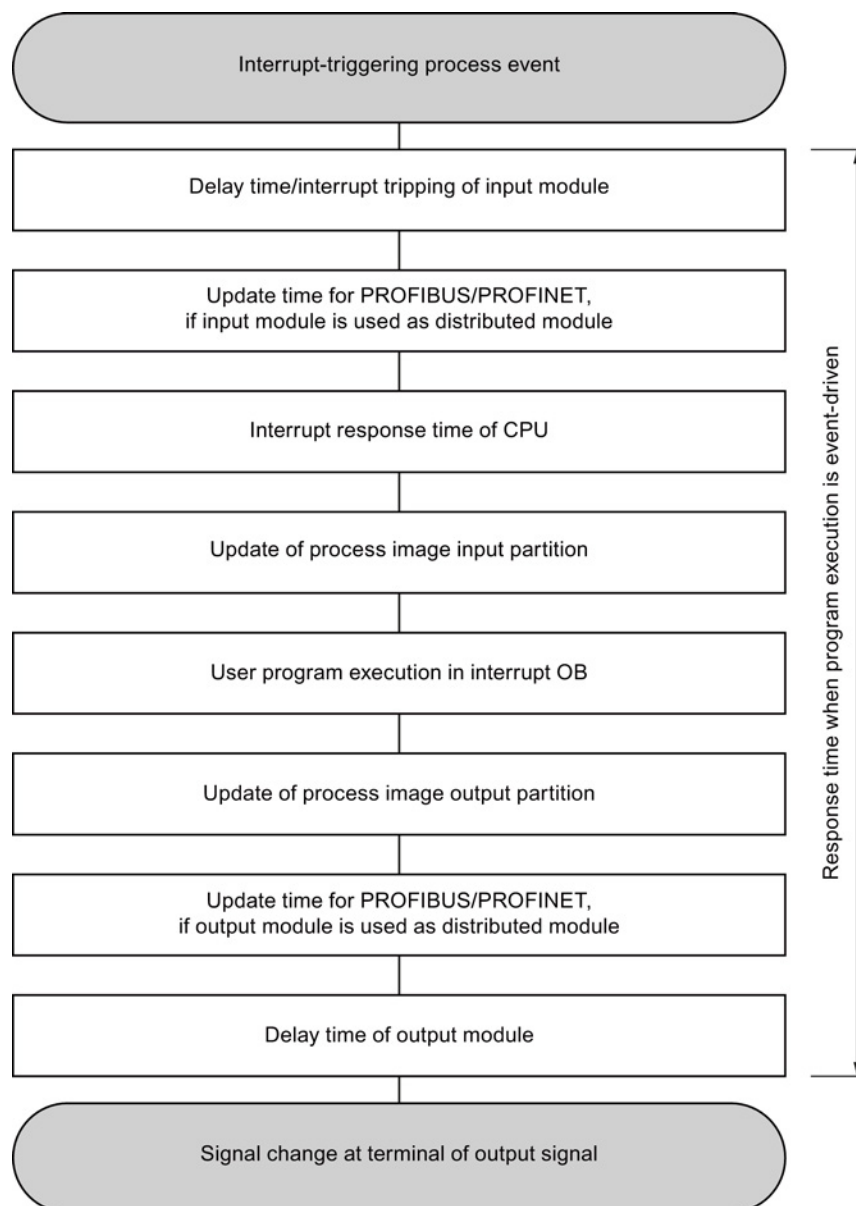 Interrupt-triggering process event
Delay time/interrupt tripping of input module
Update time for PROFIBUS/PROFINET,
if input module is used as distributed module
Interrupt response time of CPU
Update of process image input partition
User program execution in interrupt OB
Update of process image output partition
Update time for PROFIBUS/PROFINET,
if output module is used as distributed module
Delay time of output module
Signal change at terminal of output signal
Response time when program execution is event-driven